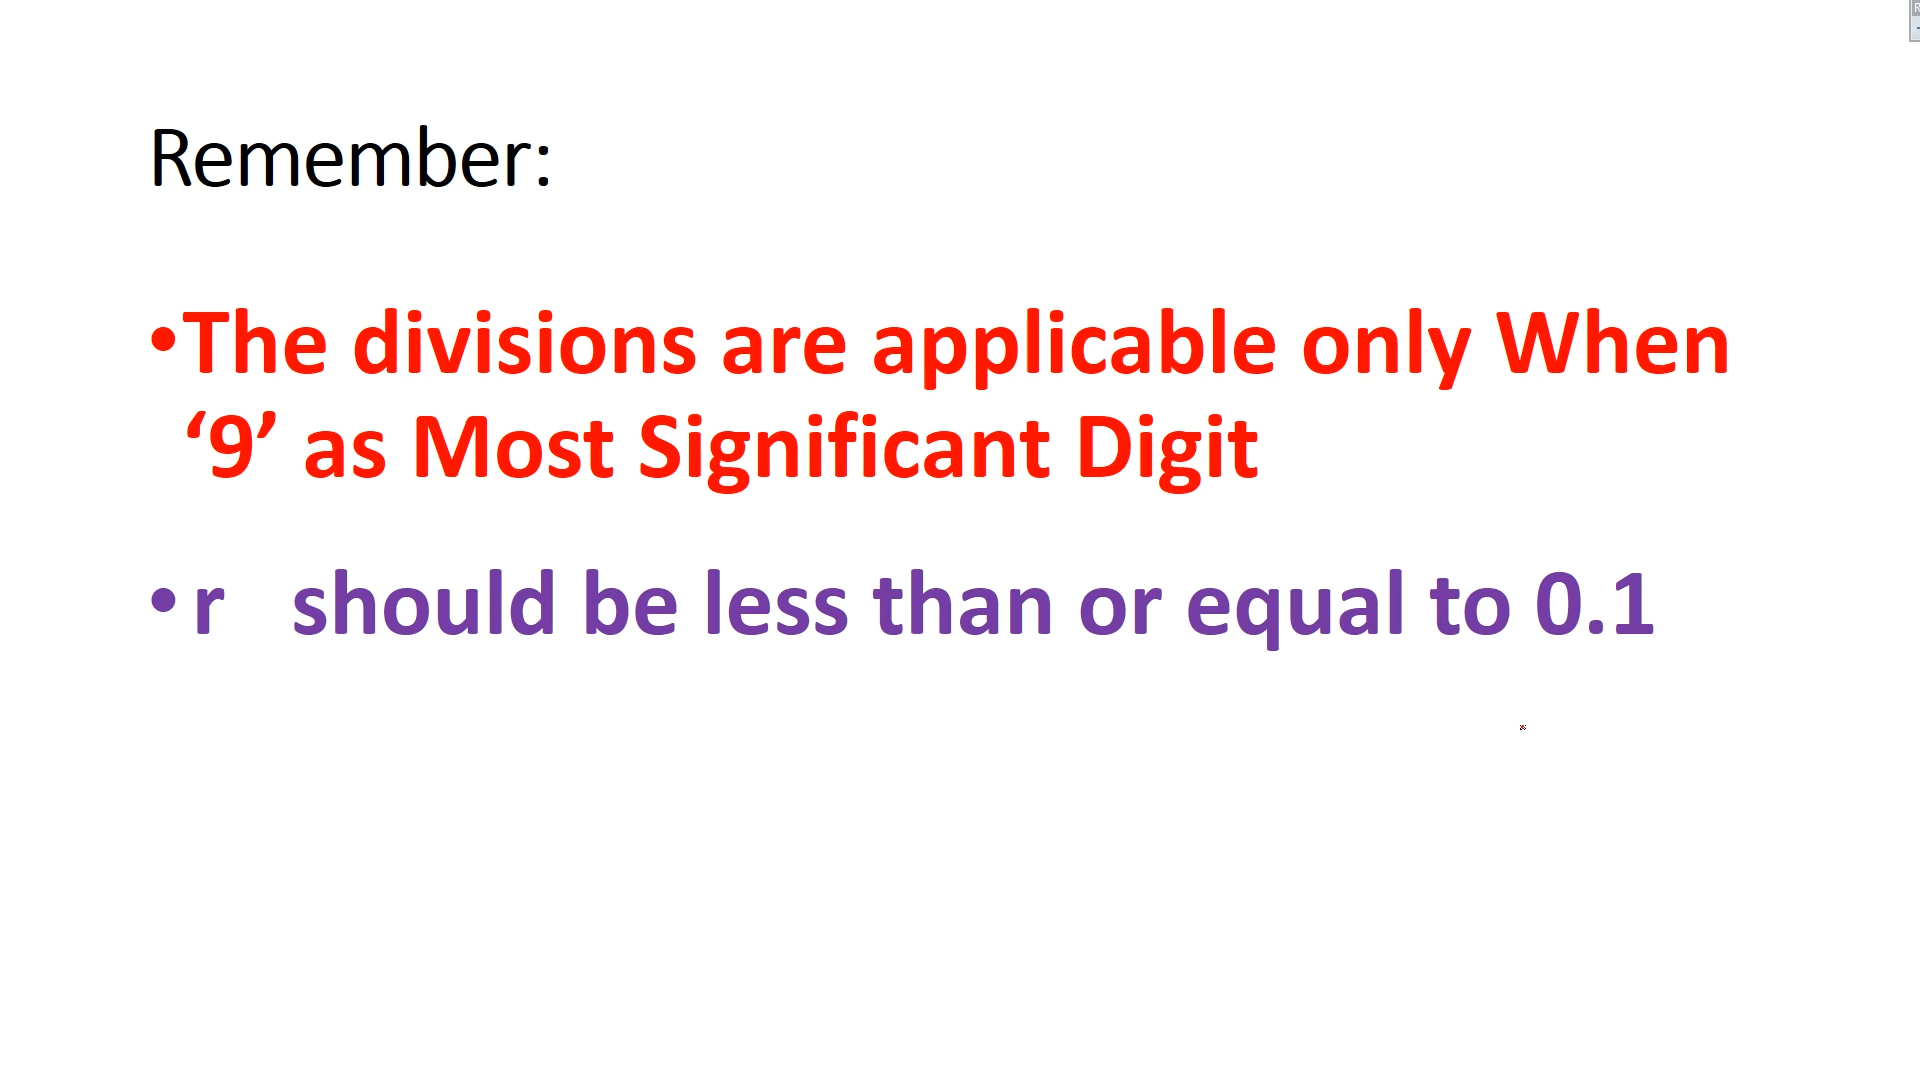 Remember:
•The divisions are applicable only When
‘9’ as Most Significant Digit
•r should be less than or equal to 0.1